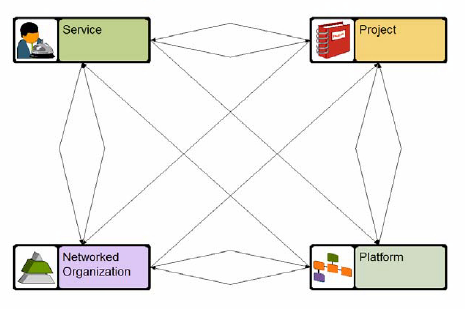 Service
Project
Networked
Organization
Platform